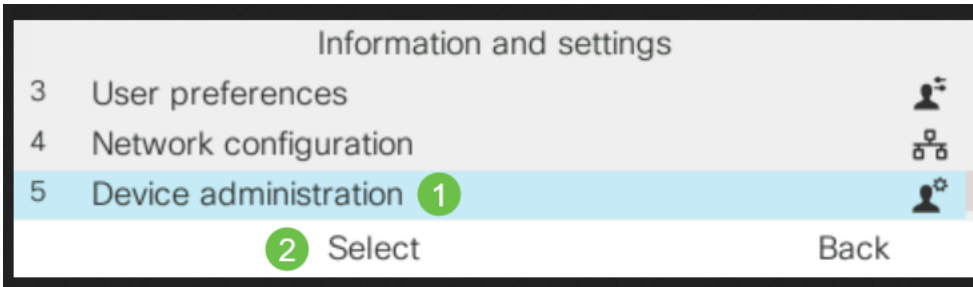 Information and settings
3 User preferences
4 Network configuration
5 Device administration 1
2 Select Back